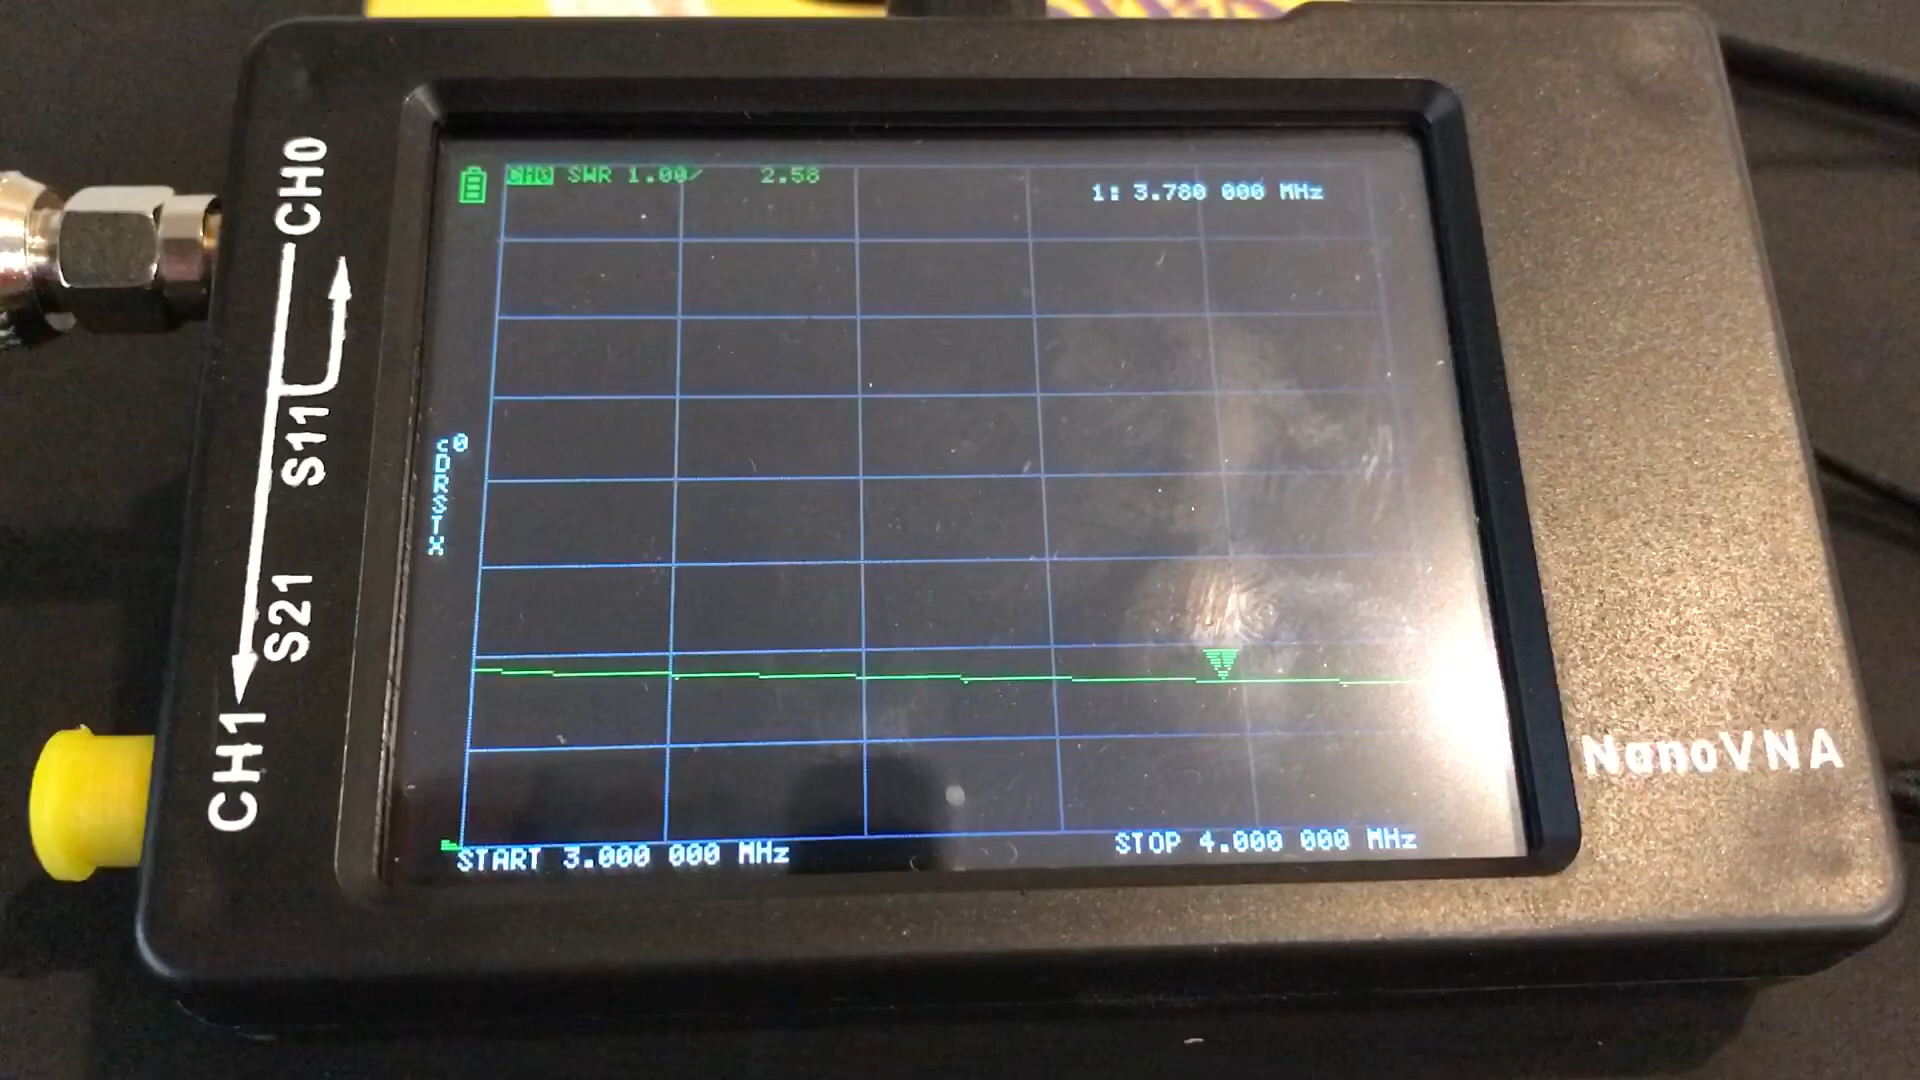 CH0 SWR 1.00/ 2.58
1: 3.780 000 MHz
c0
DRSTX
START 3.000 000 MHz
STOP 4.000 000 MHz
CH0
S11
S21
CH1
NanoVNA